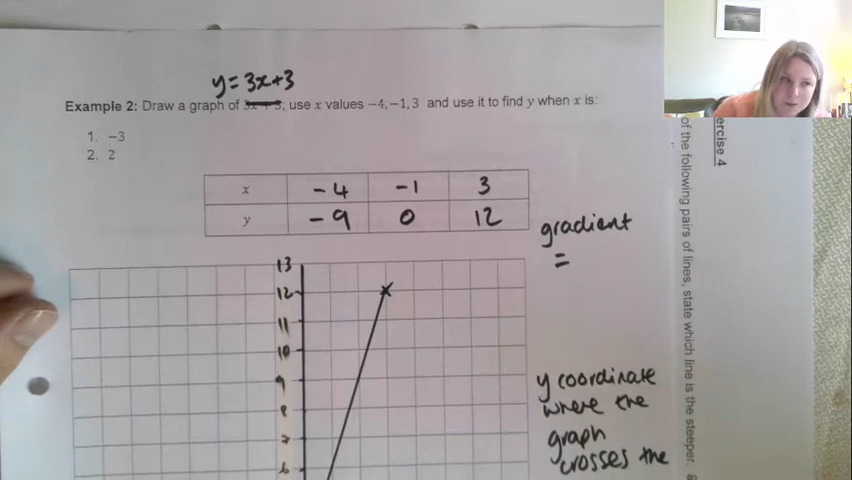 y = 3x+3
Example 2: Draw a graph of 3x + 3, use x values −4, −1, 3 and use it to find y when x is:
1. −3
2. 2
x −4 −1 3
y −9 0 12
gradient
=
13
12
11
10
9
8
7
6
y coordinate
where the
graph
crosses the
ercise 4
of the following pairs of lines, state which line is the steeper.